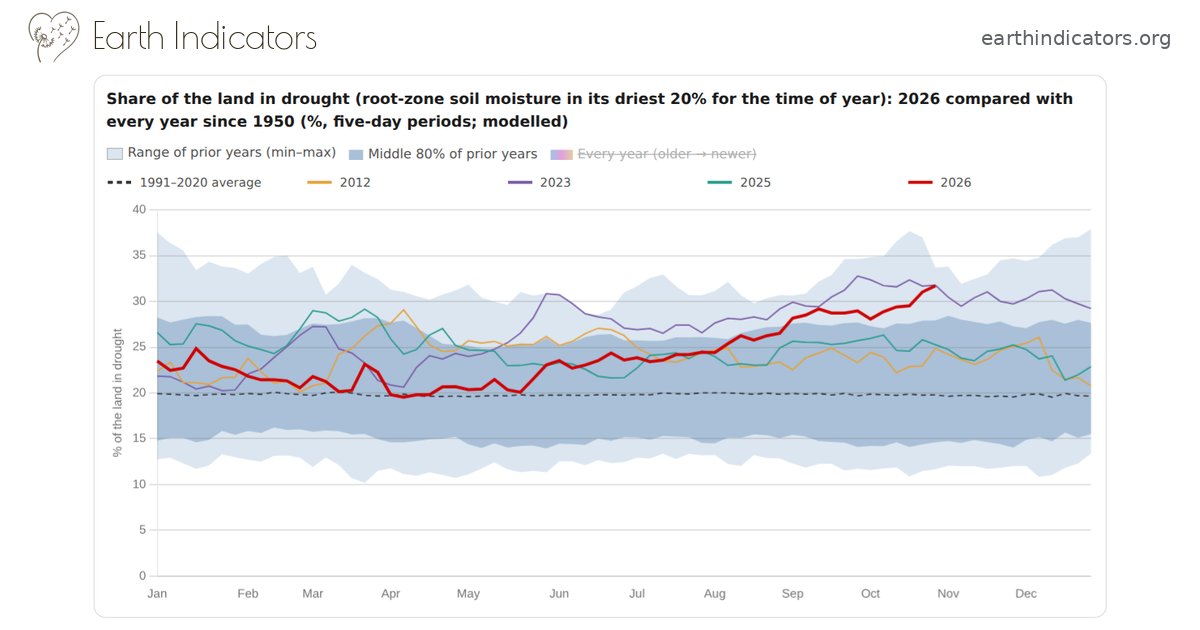 Earth Indicators
earthindicators.org
Share of the land in drought (root-zone soil moisture in its driest 20% for the time of year): 2026 compared with
every year since 1950 (%, five-day periods; modelled)
Range of prior years (min–max) Middle 80% of prior years Every year (older → newer)
1991–2020 average 2012 2023 2025 2026
% of the land in drought
40
35
30
25
20
15
10
5
0
Jan Feb Mar Apr May Jun Jul Aug Sep Oct Nov Dec